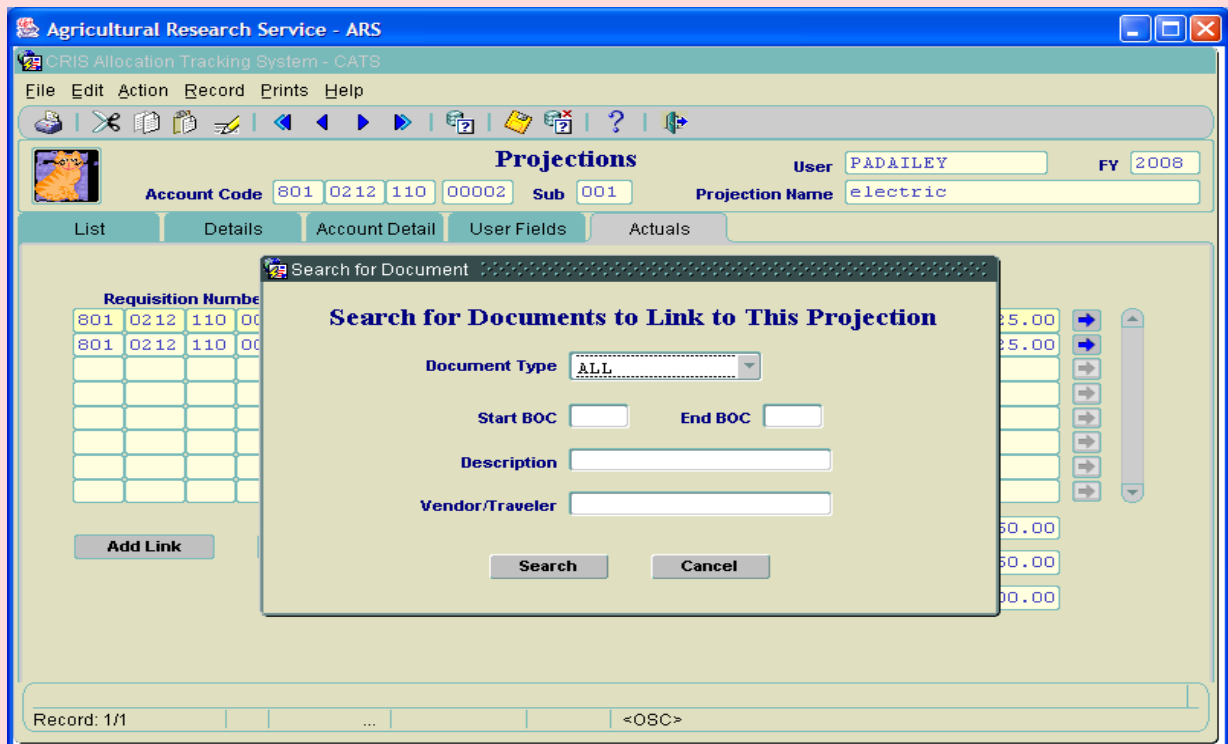 Agricultural Research Service - ARS
CRIS Allocation Tracking System - CATS
File Edit Action Record Prints Help
Projections
User PADAILEY FY 2008
Account Code 801 0212 110 00002 Sub 001 Projection Name electric
List Details Account Detail User Fields Actuals
Search for Document
Requisition Numbe
Search for Documents to Link to This Projection
801 0212 110 00 25.00
801 0212 110 00 25.00
Document Type ALL
Start BOC End BOC
Description
Vendor/Traveler
50.00
Add Link
Search Cancel
50.00
00.00
Record: 1/1 ... <OSC>